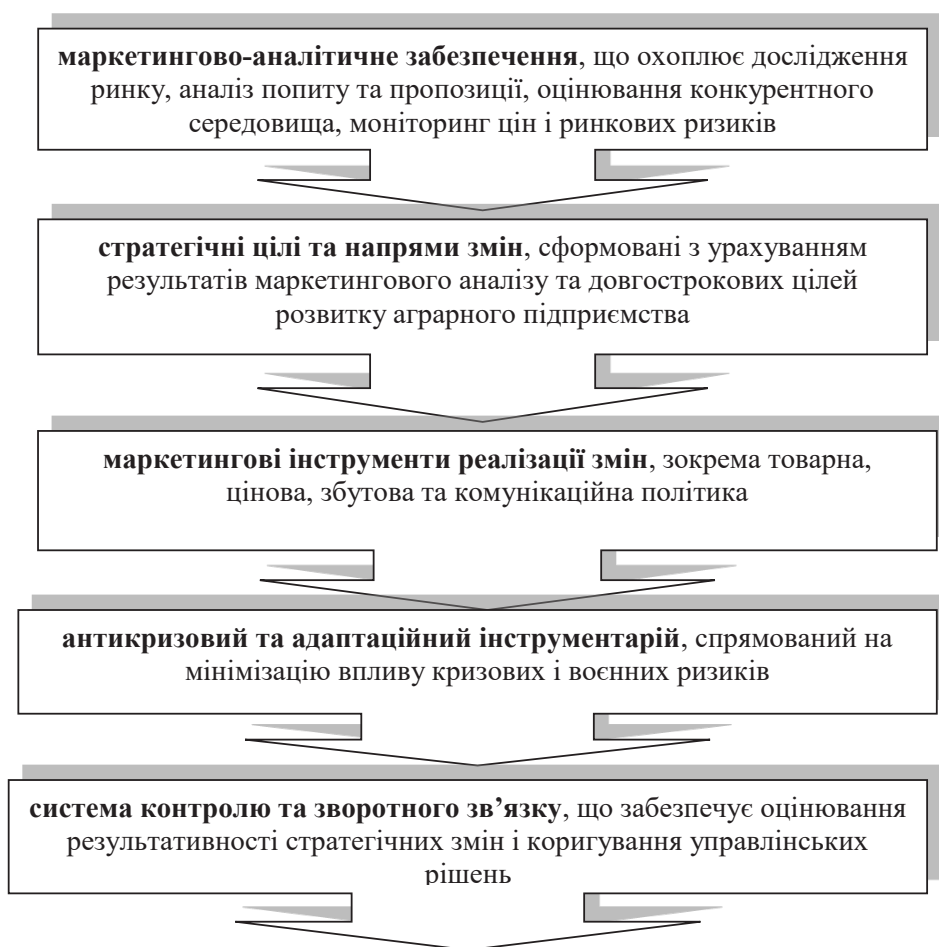 маркетингово-аналітичне забезпечення, що охоплює дослідження
ринку, аналіз попиту та пропозиції, оцінювання конкурентного
середовища, моніторинг цін і ринкових ризиків
стратегічні цілі та напрями змін, сформовані з урахуванням
результатів маркетингового аналізу та довгострокових цілей
розвитку аграрного підприємства
маркетингові інструменти реалізації змін, зокрема товарна,
цінова, збутова та комунікаційна політика
антикризовий та адаптаційний інструментарій, спрямований на
мінімізацію впливу кризових і воєнних ризиків
система контролю та зворотного зв’язку, що забезпечує оцінювання
результативності стратегічних змін і коригування управлінських
рішень